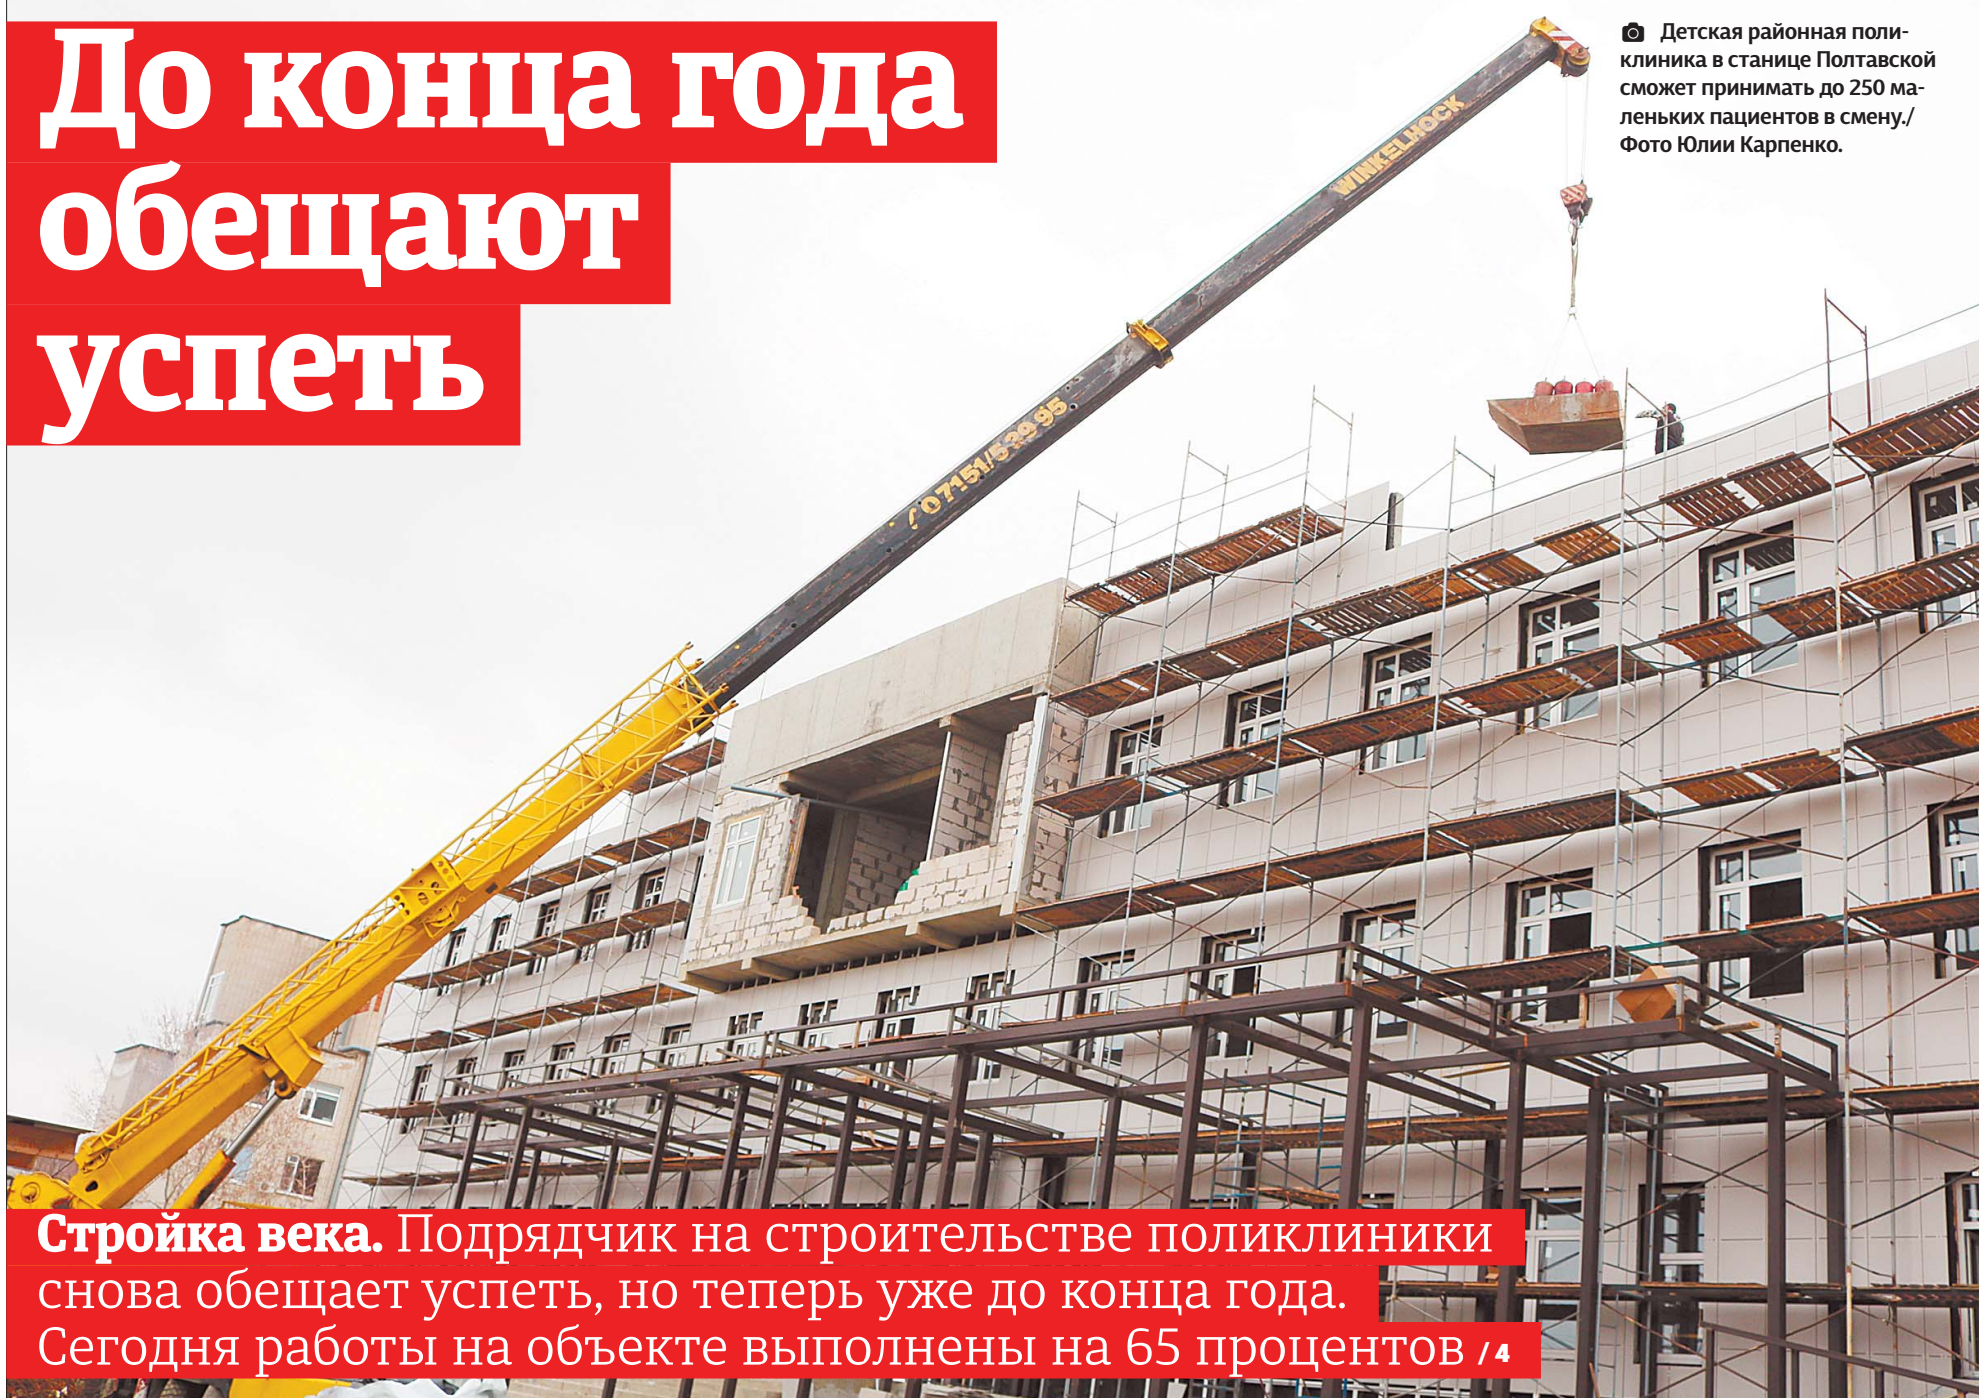 До конца года
обещают
успеть
Детская районная поли-
клиника в станице Полтавской
сможет принимать до 250 ма-
леньких пациентов в смену./
Фото Юлии Карпенко.
WINKELHOCK
07151/5 39 95
Стройка века. Подрядчик на строительстве поликлиники
снова обещает успеть, но теперь уже до конца года.
Сегодня работы на объекте выполнены на 65 процентов / 4